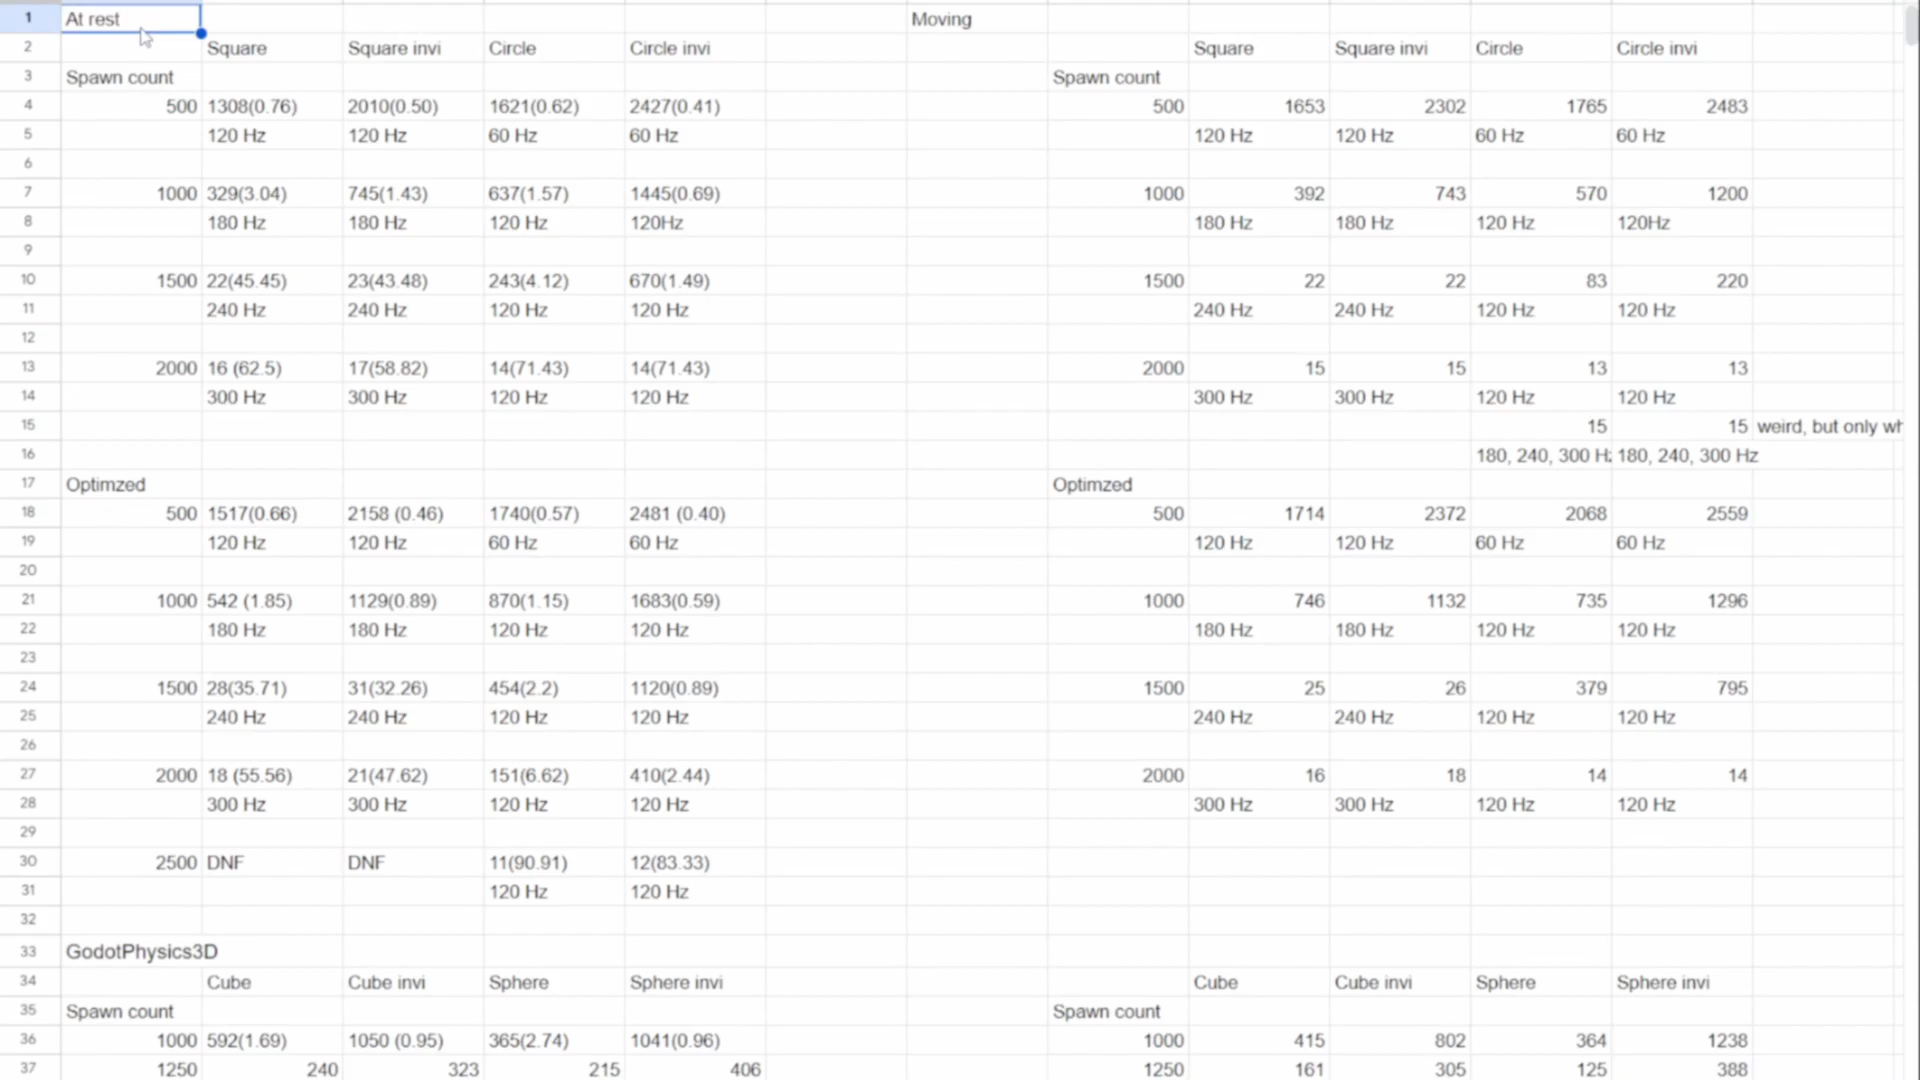 1 At rest Moving
2 Square Square invi Circle Circle invi Square Square invi Circle Circle invi
3 Spawn count Spawn count
4 500 1308(0.76) 2010(0.50) 1621(0.62) 2427(0.41) 500 1653 2302 1765 2483
5 120 Hz 120 Hz 60 Hz 60 Hz 120 Hz 120 Hz 60 Hz 60 Hz
6
7 1000 329(3.04) 745(1.43) 637(1.57) 1445(0.69) 1000 392 743 570 1200
8 180 Hz 180 Hz 120 Hz 120Hz 180 Hz 180 Hz 120 Hz 120Hz
9
10 1500 22(45.45) 23(43.48) 243(4.12) 670(1.49) 1500 22 22 83 220
11 240 Hz 240 Hz 120 Hz 120 Hz 240 Hz 240 Hz 120 Hz 120 Hz
12
13 2000 16 (62.5) 17(58.82) 14(71.43) 14(71.43) 2000 15 15 13 13
14 300 Hz 300 Hz 120 Hz 120 Hz 300 Hz 300 Hz 120 Hz 120 Hz
15 15 15 weird, but only wh
16 180, 240, 300 Hz 180, 240, 300 Hz
17 Optimzed Optimzed
18 500 1517(0.66) 2158 (0.46) 1740(0.57) 2481 (0.40) 500 1714 2372 2068 2559
19 120 Hz 120 Hz 60 Hz 60 Hz 120 Hz 120 Hz 60 Hz 60 Hz
20
21 1000 542 (1.85) 1129(0.89) 870(1.15) 1683(0.59) 1000 746 1132 735 1296
22 180 Hz 180 Hz 120 Hz 120 Hz 180 Hz 180 Hz 120 Hz 120 Hz
23
24 1500 28(35.71) 31(32.26) 454(2.2) 1120(0.89) 1500 25 26 379 795
25 240 Hz 240 Hz 120 Hz 120 Hz 240 Hz 240 Hz 120 Hz 120 Hz
26
27 2000 18 (55.56) 21(47.62) 151(6.62) 410(2.44) 2000 16 18 14 14
28 300 Hz 300 Hz 120 Hz 120 Hz 300 Hz 300 Hz 120 Hz 120 Hz
29
30 2500 DNF DNF 11(90.91) 12(83.33)
31 120 Hz 120 Hz
32
33 GodotPhysics3D
34 Cube Cube invi Sphere Sphere invi Cube Cube invi Sphere Sphere invi
35 Spawn count Spawn count
36 1000 592(1.69) 1050 (0.95) 365(2.74) 1041(0.96) 1000 415 802 364 1238
37 1250 240 323 215 406 1250 161 305 125 388